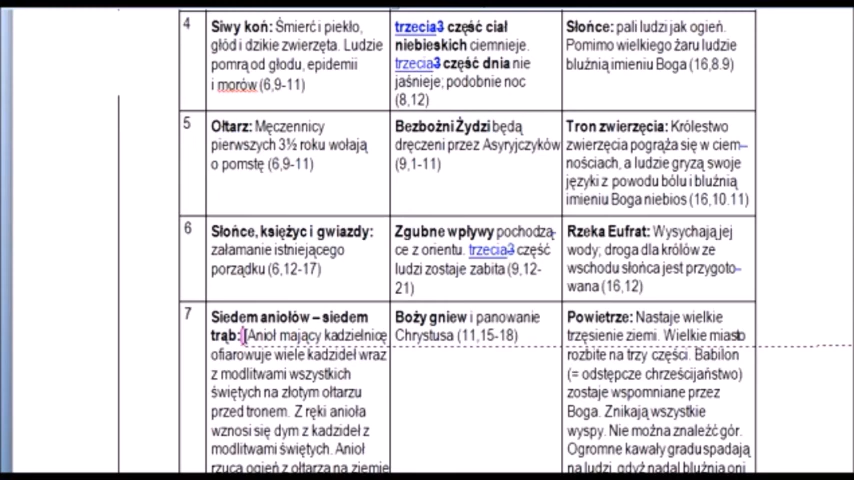 4
Siwy koń: Śmierć i piekło,
głód i dzikie zwierzęta. Ludzie
pomrą od głodu, epidemii
i morów (6,9-11)
trzecia3 część ciał
niebieskich ciemnieje.
trzecia3 część dnia nie
jaśnieje; podobnie noc
(8,12)
Słońce: pali ludzi jak ogień.
Pomimo wielkiego żaru ludzie
bluźnią imieniu Boga (16,8.9)
5
Ołtarz: Męczennicy
pierwszych 3½ roku wołają
o pomstę (6,9-11)
Bezbożni Żydzi będą
dręczeni przez Asyryjczyków
(9,1-11)
Tron zwierzęcia: Królestwo
zwierzęcia pogrąża się w ciem-
nościach, a ludzie gryzą swoje
języki z powodu bólu i bluźnią
imieniu Boga niebios (16,10.11)
6
Słońce, księżyc i gwiazdy:
załamanie istniejącego
porządku (6,12-17)
Zgubne wpływy pochodzą-
ce z orientu. trzecia3 część
ludzi zostaje zabita (9,12-
21)
Rzeka Eufrat: Wysychają jej
wody; droga dla królów ze
wschodu słońca jest przygoto-
wana (16,12)
7
Siedem aniołów – siedem
trąb: [Anioł mający kadzielnicę
ofiarowuje wiele kadzideł wraz
z modlitwami wszystkich
świętych na złotym ołtarzu
przed tronem. Z ręki anioła
wznosi się dym z kadzideł z
modlitwami świętych. Anioł
rzuca ogień z ołtarza na ziemię
Boży gniew i panowanie
Chrystusa (11,15-18)
Powietrze: Nastaje wielkie
trzęsienie ziemi. Wielkie miasto
rozbite na trzy części. Babilon
(= odstępcze chrześcijaństwo)
zostaje wspomniane przez
Boga. Znikają wszystkie
wyspy. Nie można znaleźć gór.
Ogromne kawały gradu spadają
na ludzi, gdyż nadal bluźnią oni